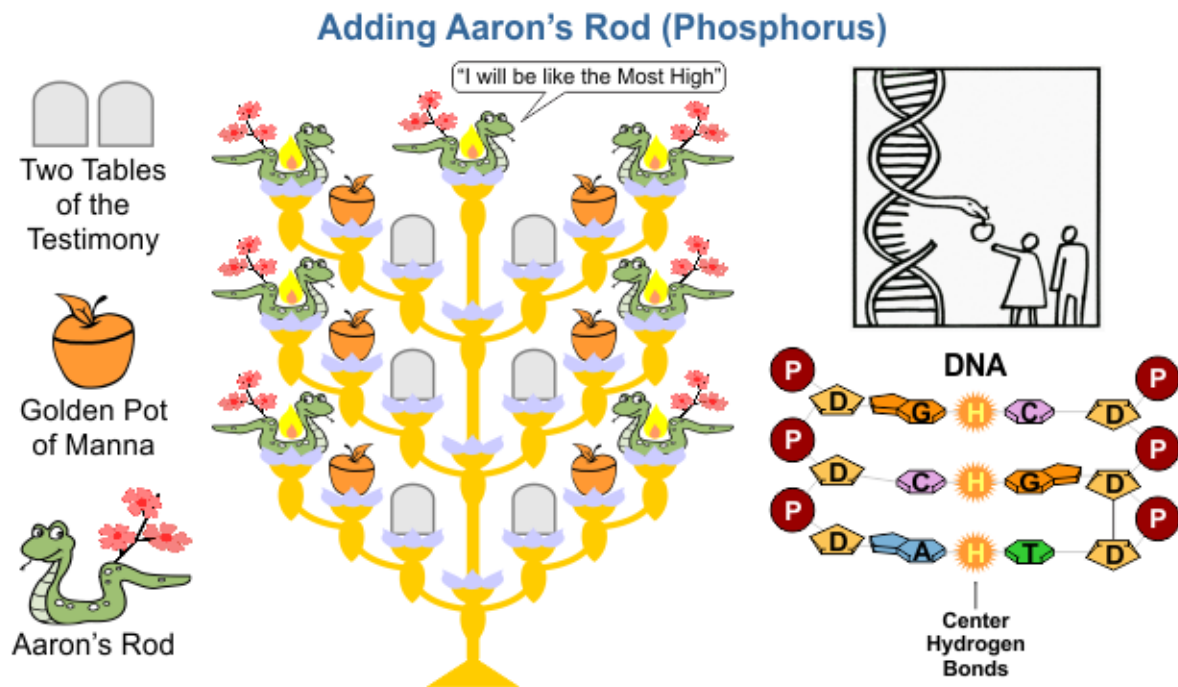 Adding Aaron's Rod (Phosphorus)
"I will be like the Most High"
Two Tables
of the
Testimony
Golden Pot
of Manna
Aaron's Rod
DNA
P D G H C D P
P D C H G D P
P D A H T D P
Center
Hydrogen
Bonds